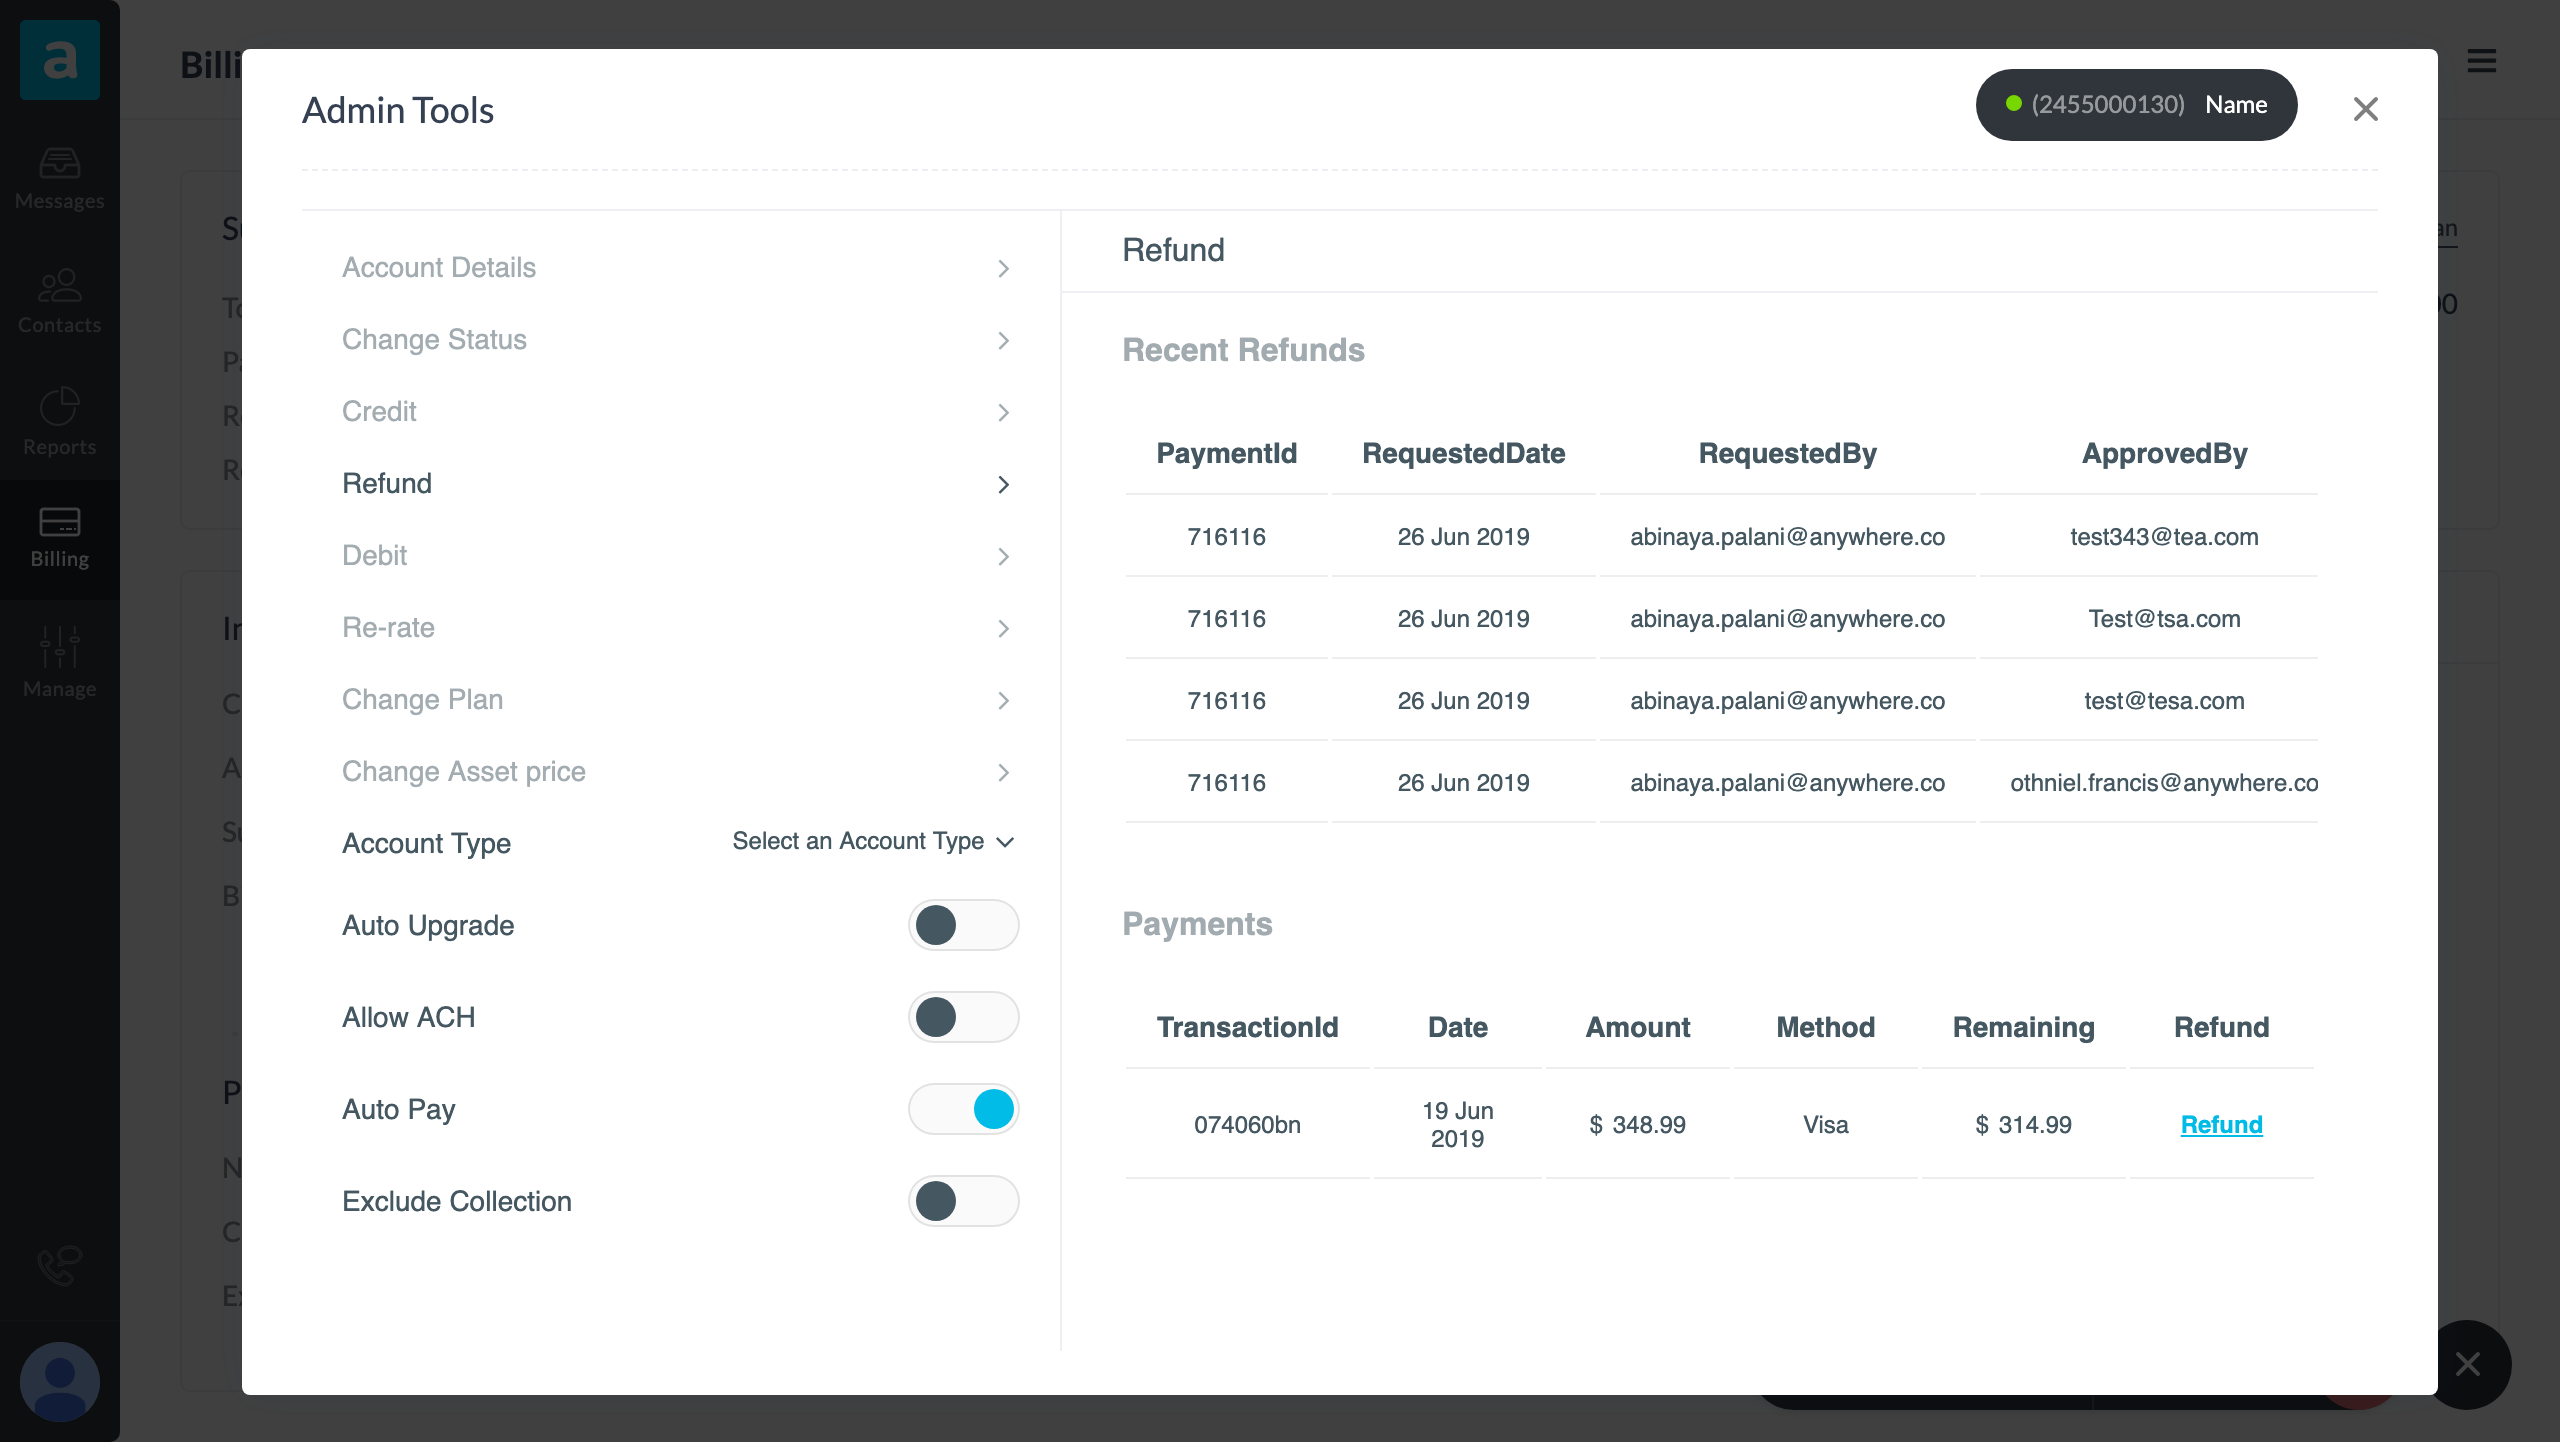 a
Messages
Contacts
Reports
Billing
Manage
Admin Tools
(2455000130) Name
Account Details
Change Status
Credit
Refund
Debit
Re-rate
Change Plan
Change Asset price
Account Type Select an Account Type
Auto Upgrade
Allow ACH
Auto Pay
Exclude Collection
Refund
Recent Refunds
PaymentId RequestedDate RequestedBy ApprovedBy
716116 26 Jun 2019 abinaya.palani@anywhere.co test343@tea.com
716116 26 Jun 2019 abinaya.palani@anywhere.co Test@tsa.com
716116 26 Jun 2019 abinaya.palani@anywhere.co test@tesa.com
716116 26 Jun 2019 abinaya.palani@anywhere.co othniel.francis@anywhere.co
Payments
TransactionId Date Amount Method Remaining Refund
074060bn 19 Jun 2019 $ 348.99 Visa $ 314.99 Refund